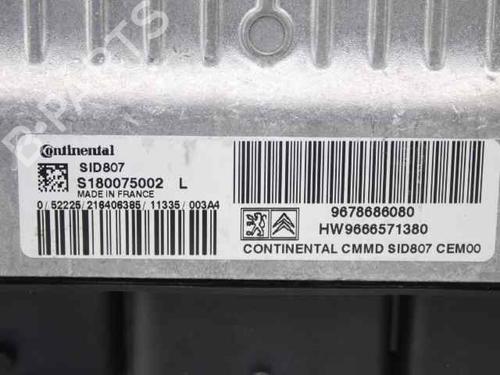 B-PARTS
Continental
SID807
S180075002 L
MADE IN FRANCE
0/52225/216406385/11335/003A4
9678686080
HW9666571380
CONTINENTAL CMMD SID807 CEM00